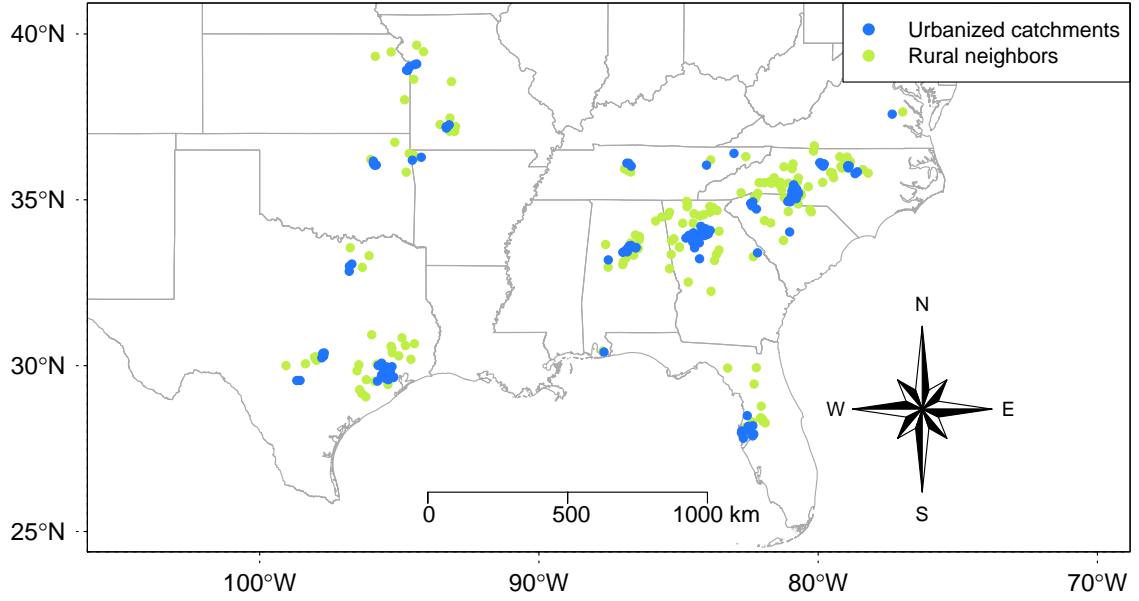 40°N
Urbanized catchments
Rural neighbors
35°N
30°N
25°N
N
W
E
S
0 500 1000 km
100°W 90°W 80°W 70°W